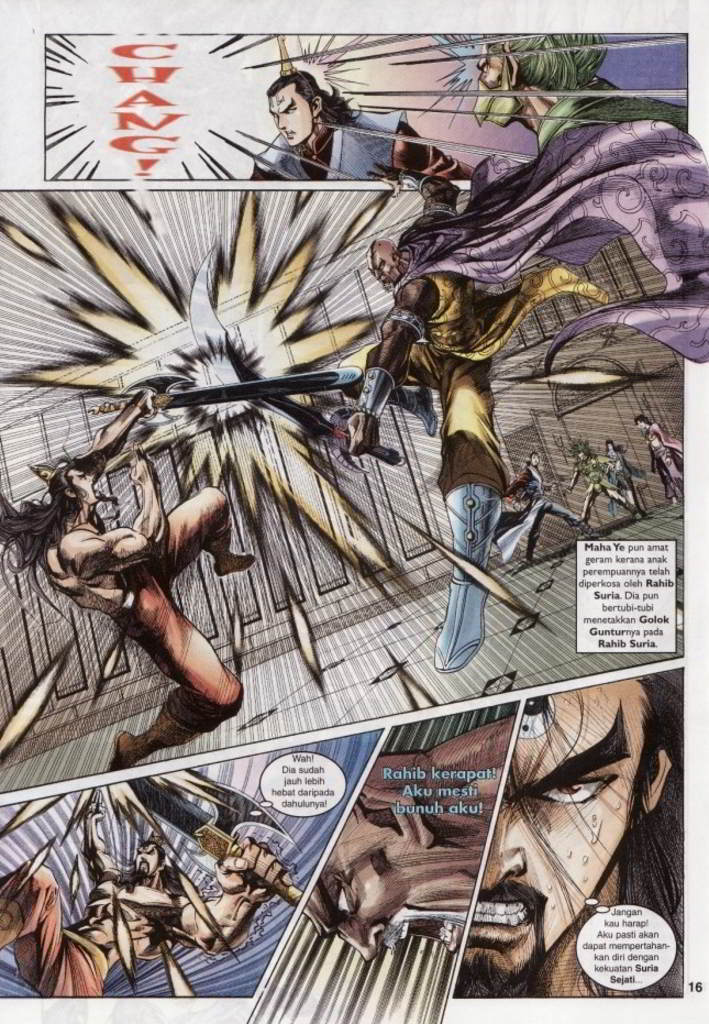 CHANG!
Maha Ye pun amat
geram kerana anak
perempuannya telah
diperkosa oleh Rahib
Suria. Dia pun
bertubi-tubi
menetakkan Golok
Gunturnya pada
Rahib Suria.
Wah!
Dia sudah
jauh lebih
hebat daripada
dahulunya!
Rahib kerapat!
Aku mesti
bunuh aku!
Jangan
kau harap!
Aku pasti akan
dapat mempertahan-
kan diri dengan
kekuatan Suria
Sejati...
16